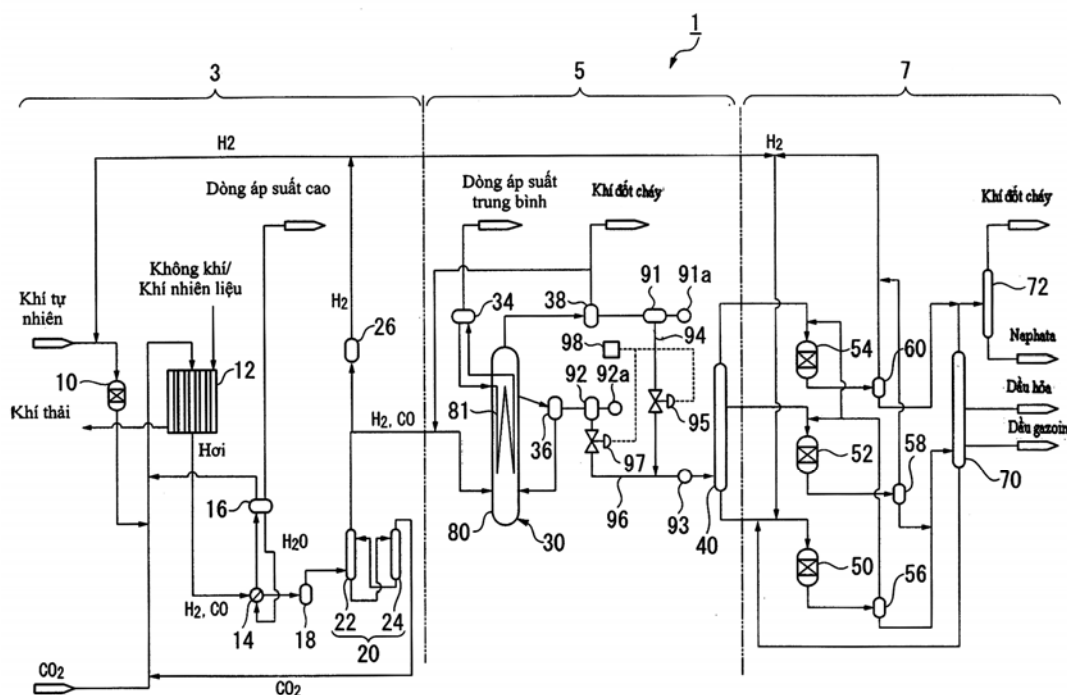 1
3
5
7
H2
H2
Dòng áp suất cao
Dòng áp suất
trung bình
Khí đốt cháy
Khí đốt cháy
Không khí/
Khí nhiên liệu
Khí tự
nhiên
H2
26
34
38
91
91a
94
98
54
60
72
Naphata
10
12
81
92
92a
95
Dầu hỏa
Khí thải
H2, CO
36
97
52
58
Dầu gazoin
Hơi
70
16
96
93
40
80
30
H2O
50
56
14
H2, CO
18
22
24
20
CO2
CO2